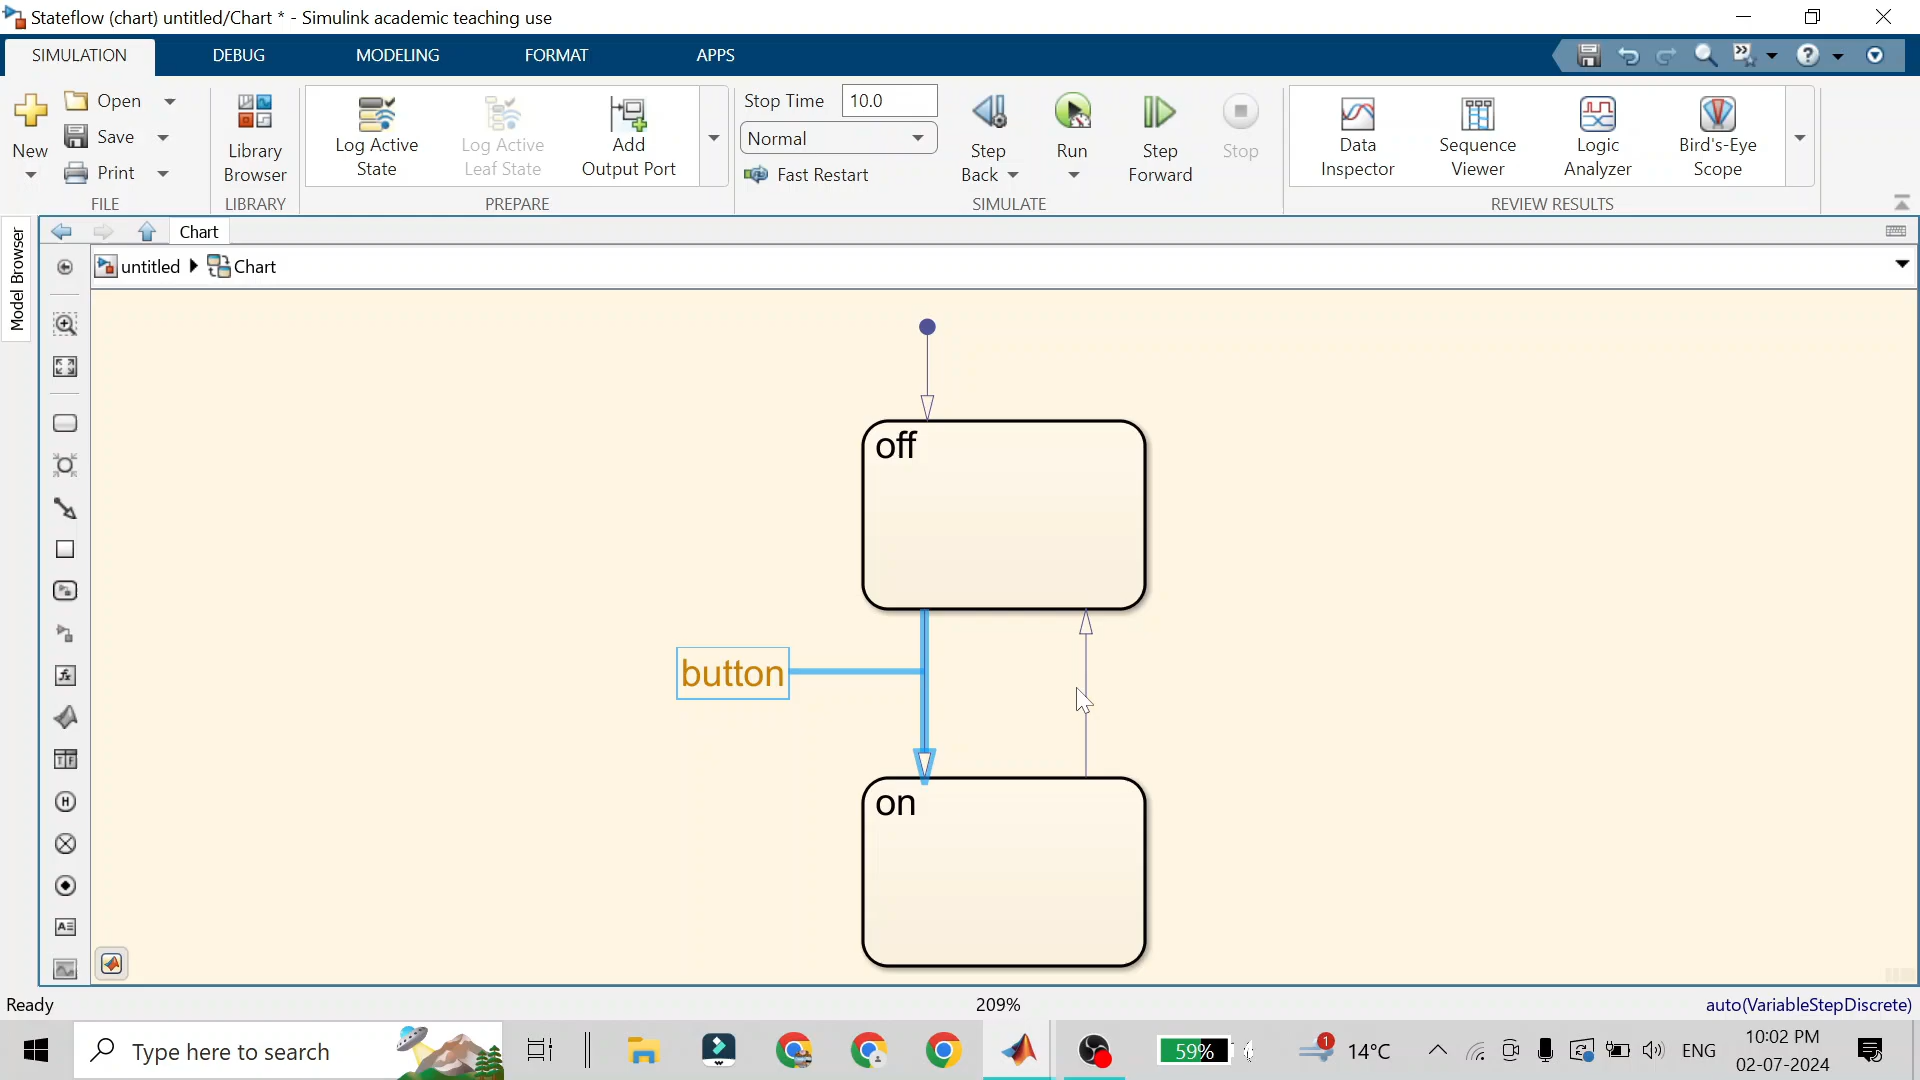 Stateflow (chart) untitled/Chart * - Simulink academic teaching use
SIMULATION DEBUG MODELING FORMAT APPS
New
Open
Save
Print
FILE
Library
Browser
LIBRARY
Log Active
State
Log Active
Leaf State
Add
Output Port
PREPARE
Stop Time 10.0
Normal
Fast Restart
Step
Back
Run
Step
Forward
Stop
SIMULATE
Data
Inspector
Sequence
Viewer
Logic
Analyzer
Bird's-Eye
Scope
REVIEW RESULTS
Model Browser
Chart
untitled Chart
off
button
on
Ready 209% auto(VariableStepDiscrete)
Type here to search
59%
1
14°C
ENG
10:02 PM
02-07-2024